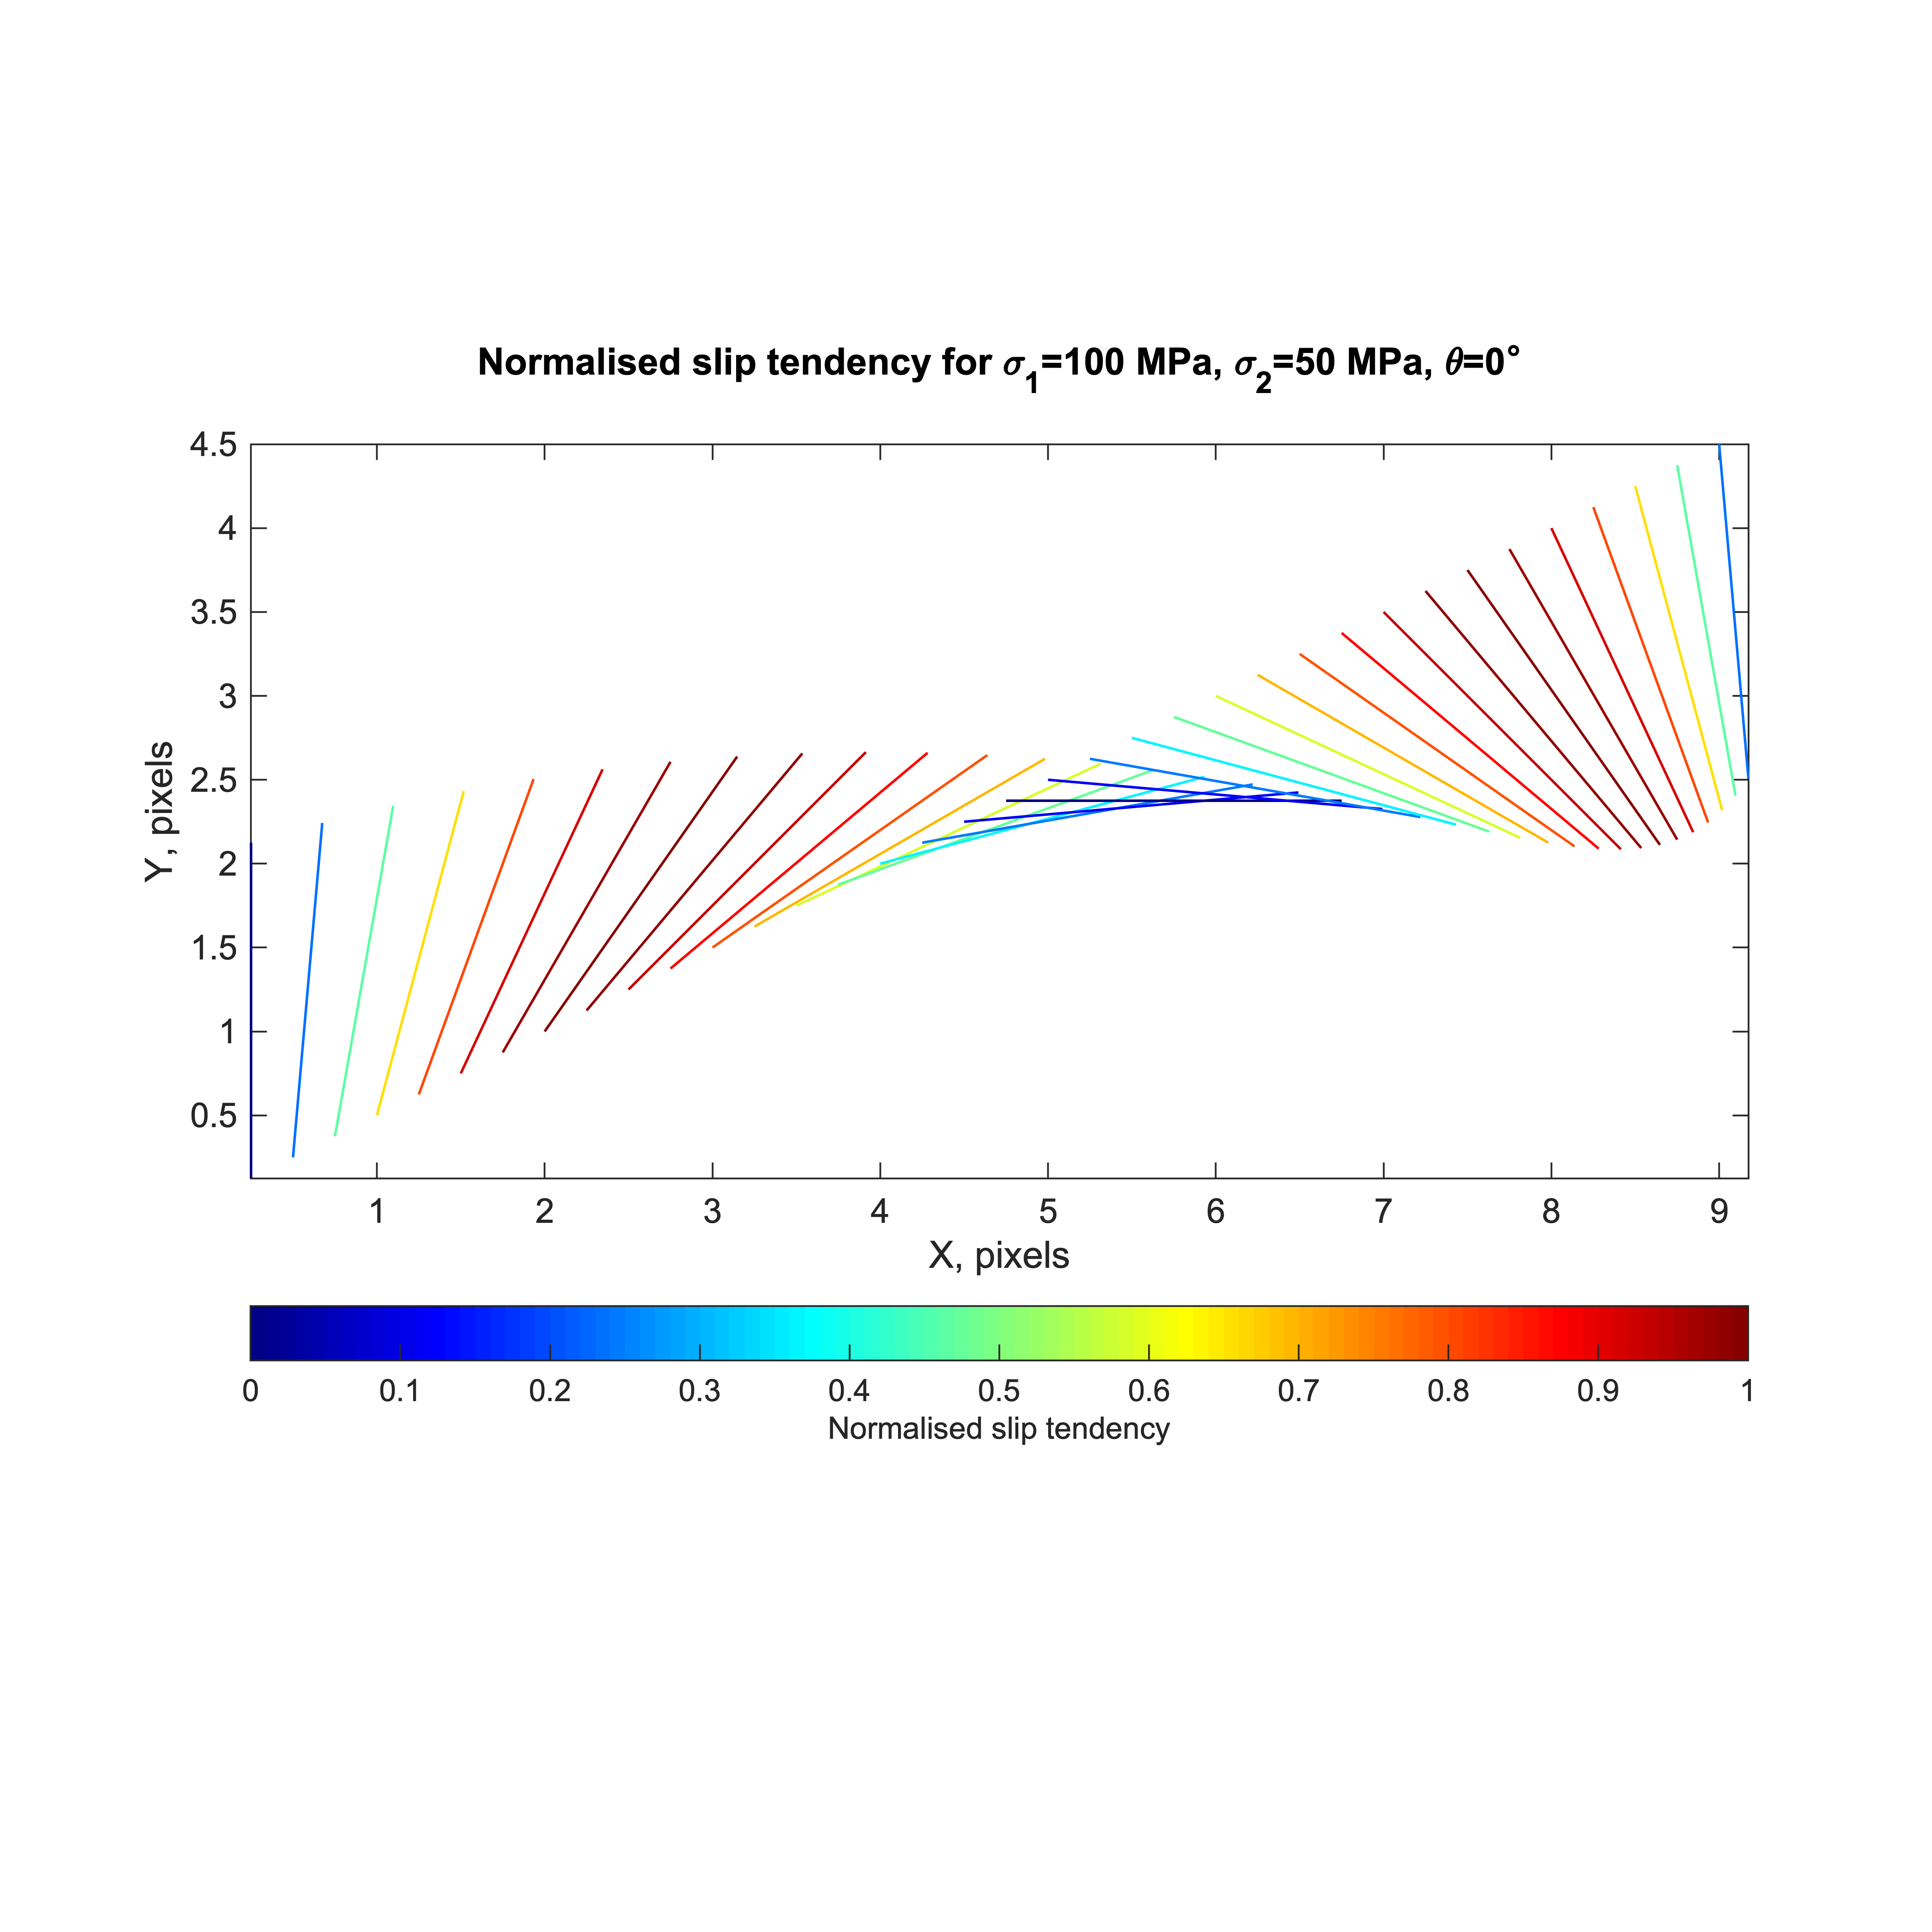 Normalised slip tendency for σ1=100 MPa, σ2=50 MPa, θ=0°
4.5
4
3.5
3
2.5
2
1.5
1
0.5
Y, pixels
1 2 3 4 5 6 7 8 9
X, pixels
0 0.1 0.2 0.3 0.4 0.5 0.6 0.7 0.8 0.9 1
Normalised slip tendency